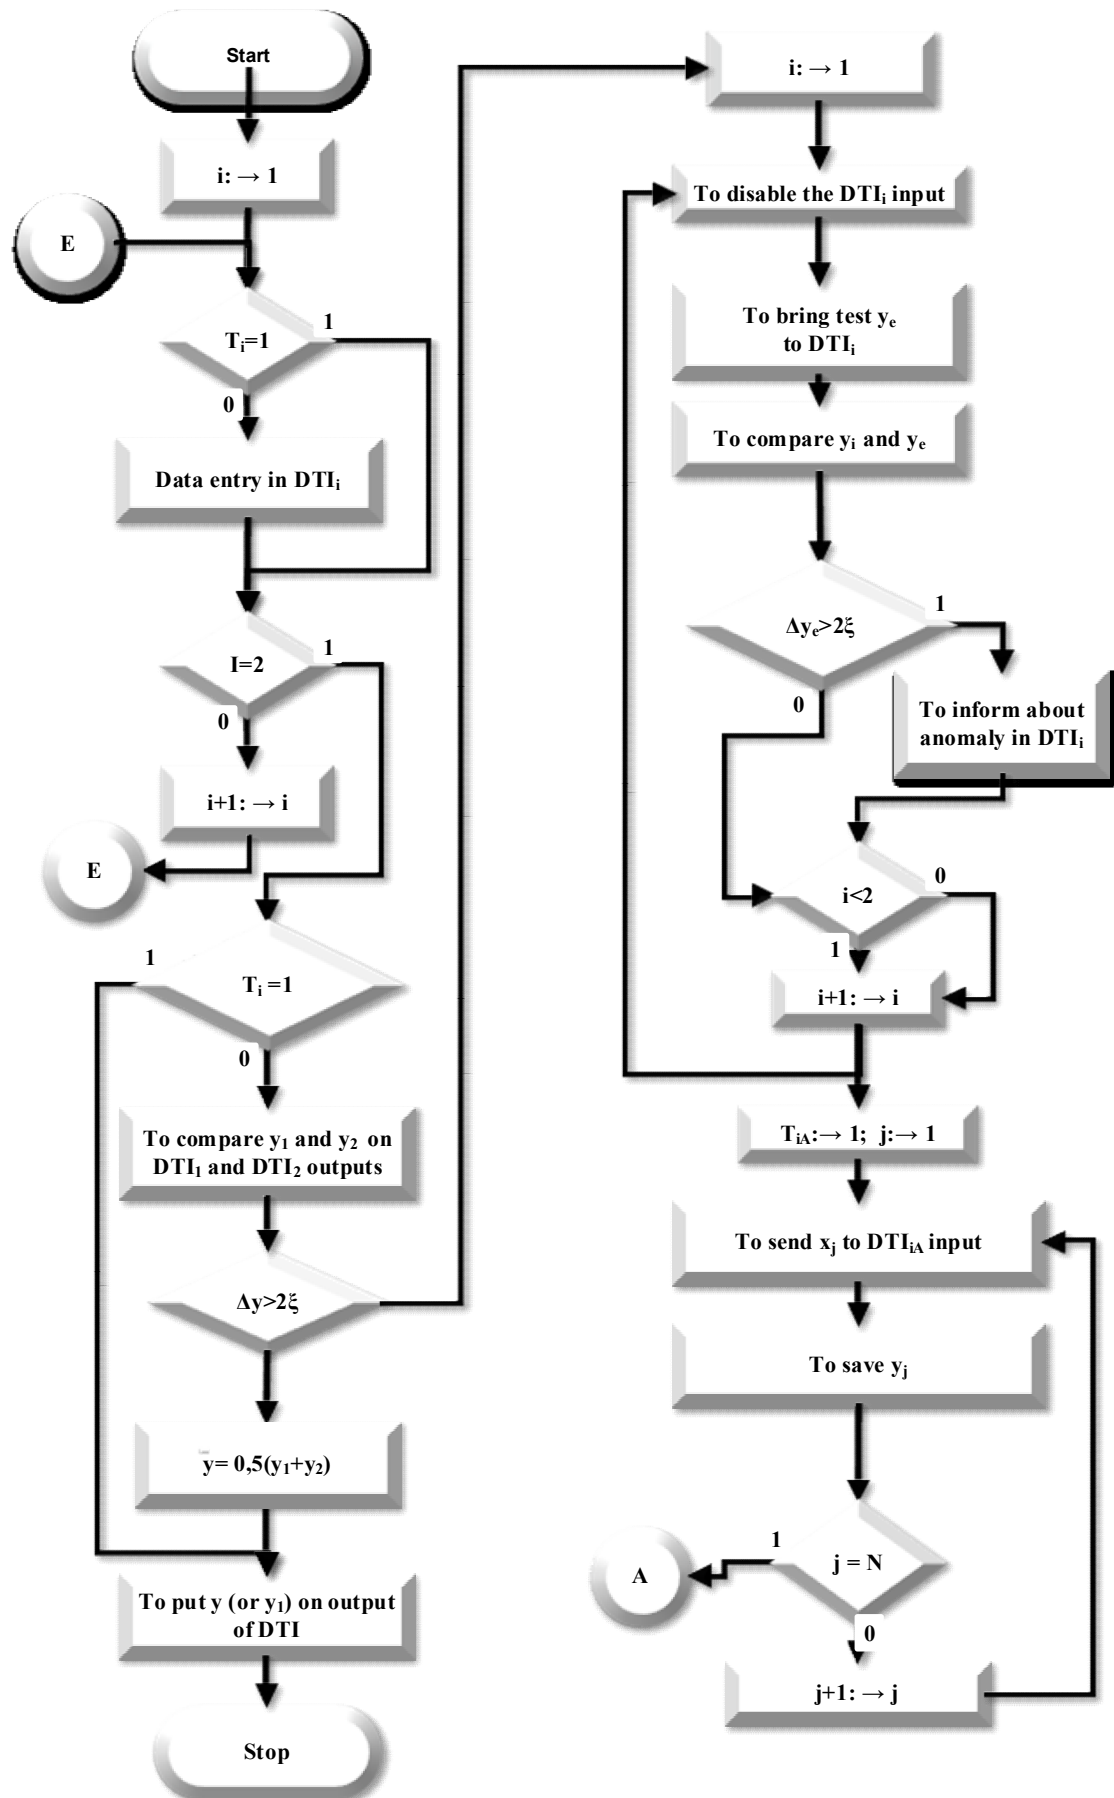 Start
i: → 1
E
Tᵢ=1
1
0
Data entry in DTIᵢ
I=2
1
0
i+1: → i
E
1
Tᵢ =1
0
To compare y₁ and y₂ on
DTI₁ and DTI₂ outputs
Δy>2ξ
y= 0,5(y₁+y₂)
To put y (or y₁) on output
of DTI
Stop
i: → 1
To disable the DTIᵢ input
To bring test yₑ
to DTIᵢ
To compare yᵢ and yₑ
Δyₑ>2ξ
1
0
To inform about
anomaly in DTIᵢ
i<2
0
1
i+1: → i
T_iA:→ 1; j:→ 1
To send xⱼ to DTI_iA input
To save yⱼ
1
j = N
A
0
j+1: → j